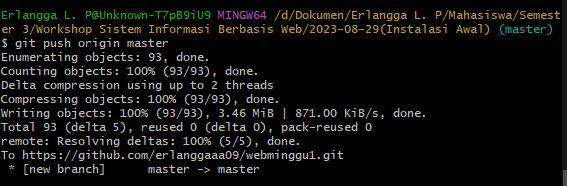 Erlangga L. P@Unknown-T7pB9iU9 MINGW64 /d/Dokumen/Erlangga L. P/Mahasiswa/Semest
er 3/Workshop Sistem Informasi Berbasis Web/2023-08-29(Instalasi Awal) (master)
$ git push origin master
Enumerating objects: 93, done.
Counting objects: 100% (93/93), done.
Delta compression using up to 2 threads
Compressing objects: 100% (93/93), done.
Writing objects: 100% (93/93), 3.46 MiB | 871.00 KiB/s, done.
Total 93 (delta 5), reused 0 (delta 0), pack-reused 0
remote: Resolving deltas: 100% (5/5), done.
To https://github.com/erlanggaaa09/webminggu1.git
 * [new branch]      master -> master